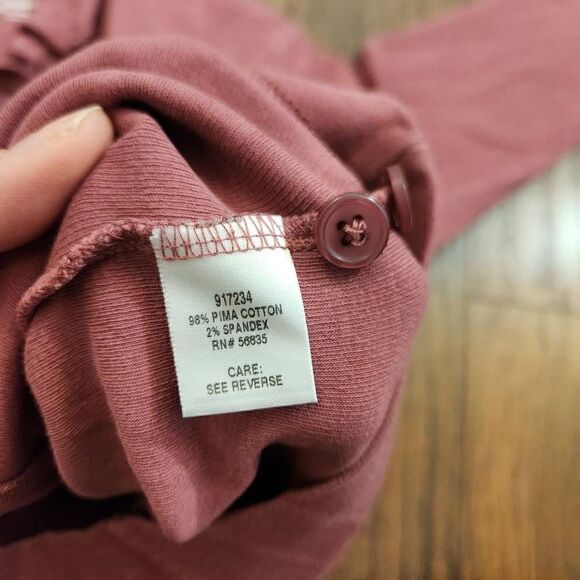 917234
98% PIMA COTTON
2% SPANDEX
RN# 56835
CARE:
SEE REVERSE